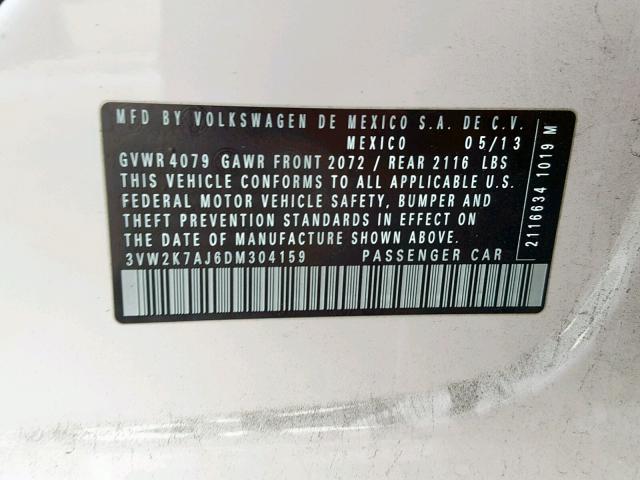 MFD BY VOLKSWAGEN DE MEXICO S.A. DE C.V.
MEXICO 05/13
GVWR 4079 GAWR FRONT 2072 / REAR 2116 LBS
THIS VEHICLE CONFORMS TO ALL APPLICABLE U.S.
FEDERAL MOTOR VEHICLE SAFETY, BUMPER AND
THEFT PREVENTION STANDARDS IN EFFECT ON
THE DATE OF MANUFACTURE SHOWN ABOVE.
3VW2K7AJ6DM304159 PASSENGER CAR
2116634 1019 M